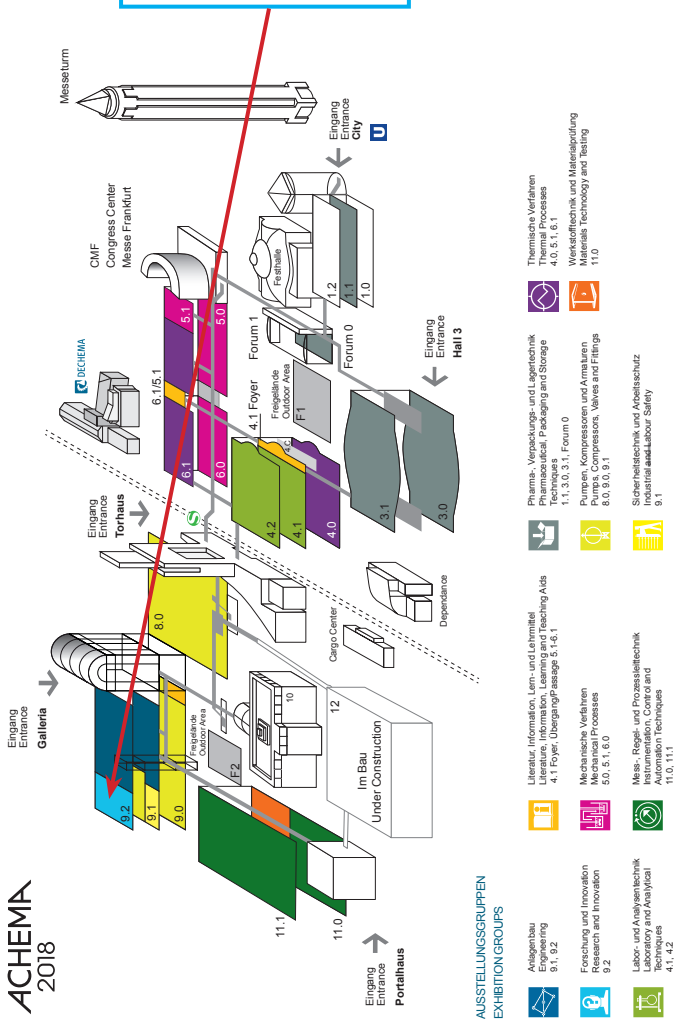 ACHEMA
2018
Messeturm
CMF
Congress Center
Messe Frankfurt
Eingang
Entrance
City
U
DECHEMA
6.1/5.1
5.1
5.0
6.1
6.0
Festhalle
1.2
1.1
1.0
Forum 1
Forum 0
4.1 Foyer
Freigelände
Outdoor Area
F1
4.C
4.2
4.1
4.0
Eingang
Entrance
Hall 3
3.1
3.0
Eingang
Entrance
Torhaus
S
8.0
Cargo Center
Dependance
Eingang
Entrance
Galleria
9.2
9.1
9.0
Freigelände
Outdoor Area
F2
10
12
Im Bau
Under Construction
11.1
11.0
Eingang
Entrance
Portalhaus
AUSSTELLUNGSGRUPPEN
EXHIBITION GROUPS
Anlagenbau
Engineering
9.1, 9.2
Forschung und Innovation
Research and Innovation
9.2
Labor- und Analysentechnik
Laboratory and Analytical
Techniques
4.1, 4.2
Literatur, Information, Lern- und Lehrmittel
Literature, Information, Learning and Teaching Aids
4.1 Foyer, Übergang/Passage 5.1-6.1
Mechanische Verfahren
Mechanical Processes
5.0, 5.1, 6.0
Mess-, Regel- und Prozessleittechnik
Instrumentation, Control and
Automation Techniques
11.0, 11.1
Pharma-, Verpackungs- und Lagertechnik
Pharmaceutical, Packaging and Storage
Techniques
1.1, 3.0, 3.1, Forum 0
Pumpen, Kompressoren und Armaturen
Pumps, Compressors, Valves and Fittings
8.0, 9.0, 9.1
Sicherheitstechnik und Arbeitsschutz
Industrial and Labour Safety
9.1
Thermische Verfahren
Thermal Processes
4.0, 5.1, 6.1
Werkstofftechnik und Materialprüfung
Materials Technology and Testing
11.0